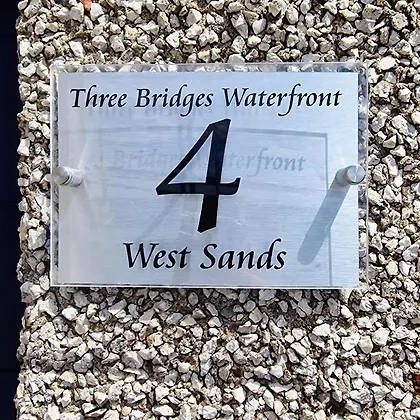 Three Bridges Waterfront
4
West Sands